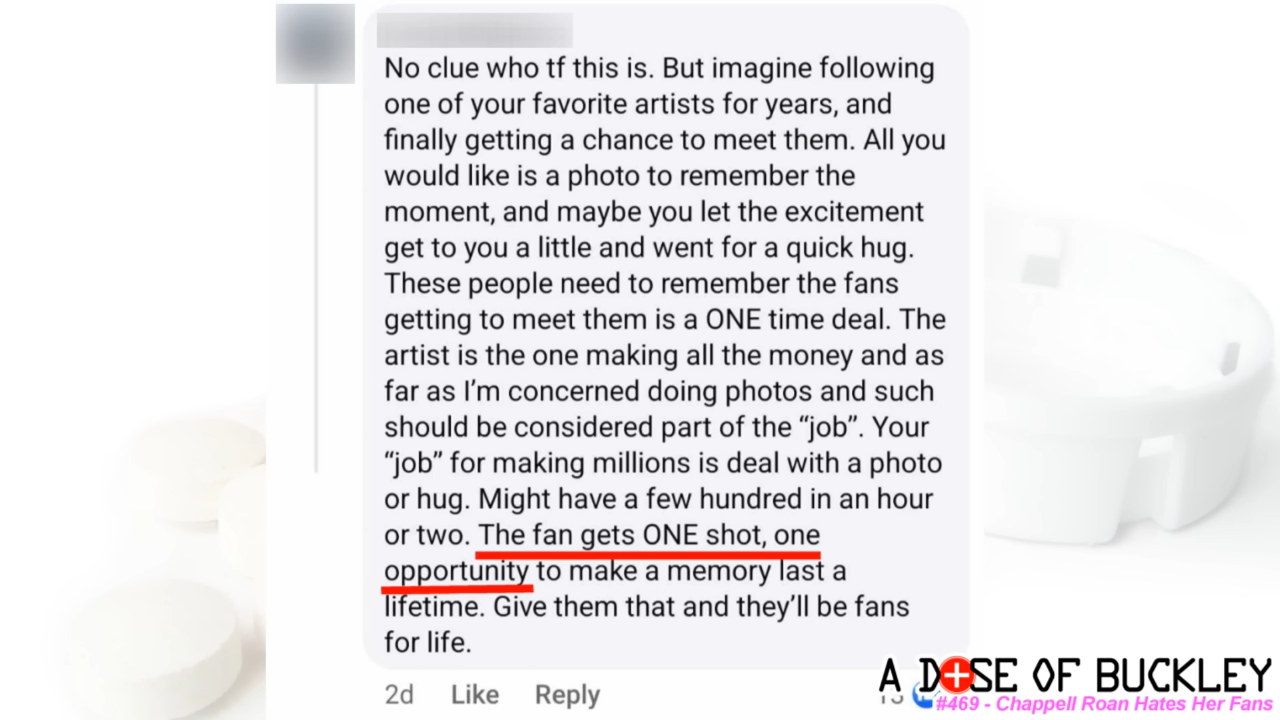 No clue who tf this is. But imagine following
one of your favorite artists for years, and
finally getting a chance to meet them. All you
would like is a photo to remember the
moment, and maybe you let the excitement
get to you a little and went for a quick hug.
These people need to remember the fans
getting to meet them is a ONE time deal. The
artist is the one making all the money and as
far as I’m concerned doing photos and such
should be considered part of the “job”. Your
“job” for making millions is deal with a photo
or hug. Might have a few hundred in an hour
or two. The fan gets ONE shot, one
opportunity to make a memory last a
lifetime. Give them that and they’ll be fans
for life.
2d Like Reply
A DOSE OF BUCKLEY
#469 - Chappell Roan Hates Her Fans